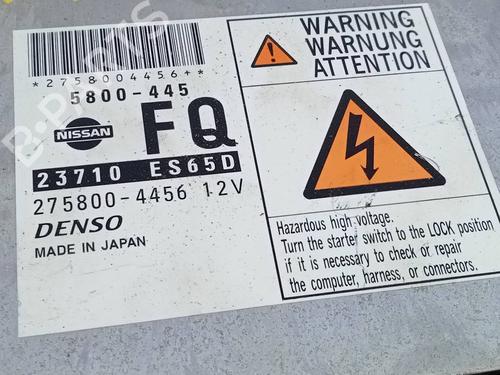 *2758004456+*
5800-445
NISSAN
FQ
23710 ES65D
275800-4456 12V
DENSO
MADE IN JAPAN
WARNING
WARNUNG
ATTENTION
Hazardous high voltage.
Turn the starter switch to the LOCK position
if it is necessary to check or repair
the computer, harness, or connectors.
B-PARTS